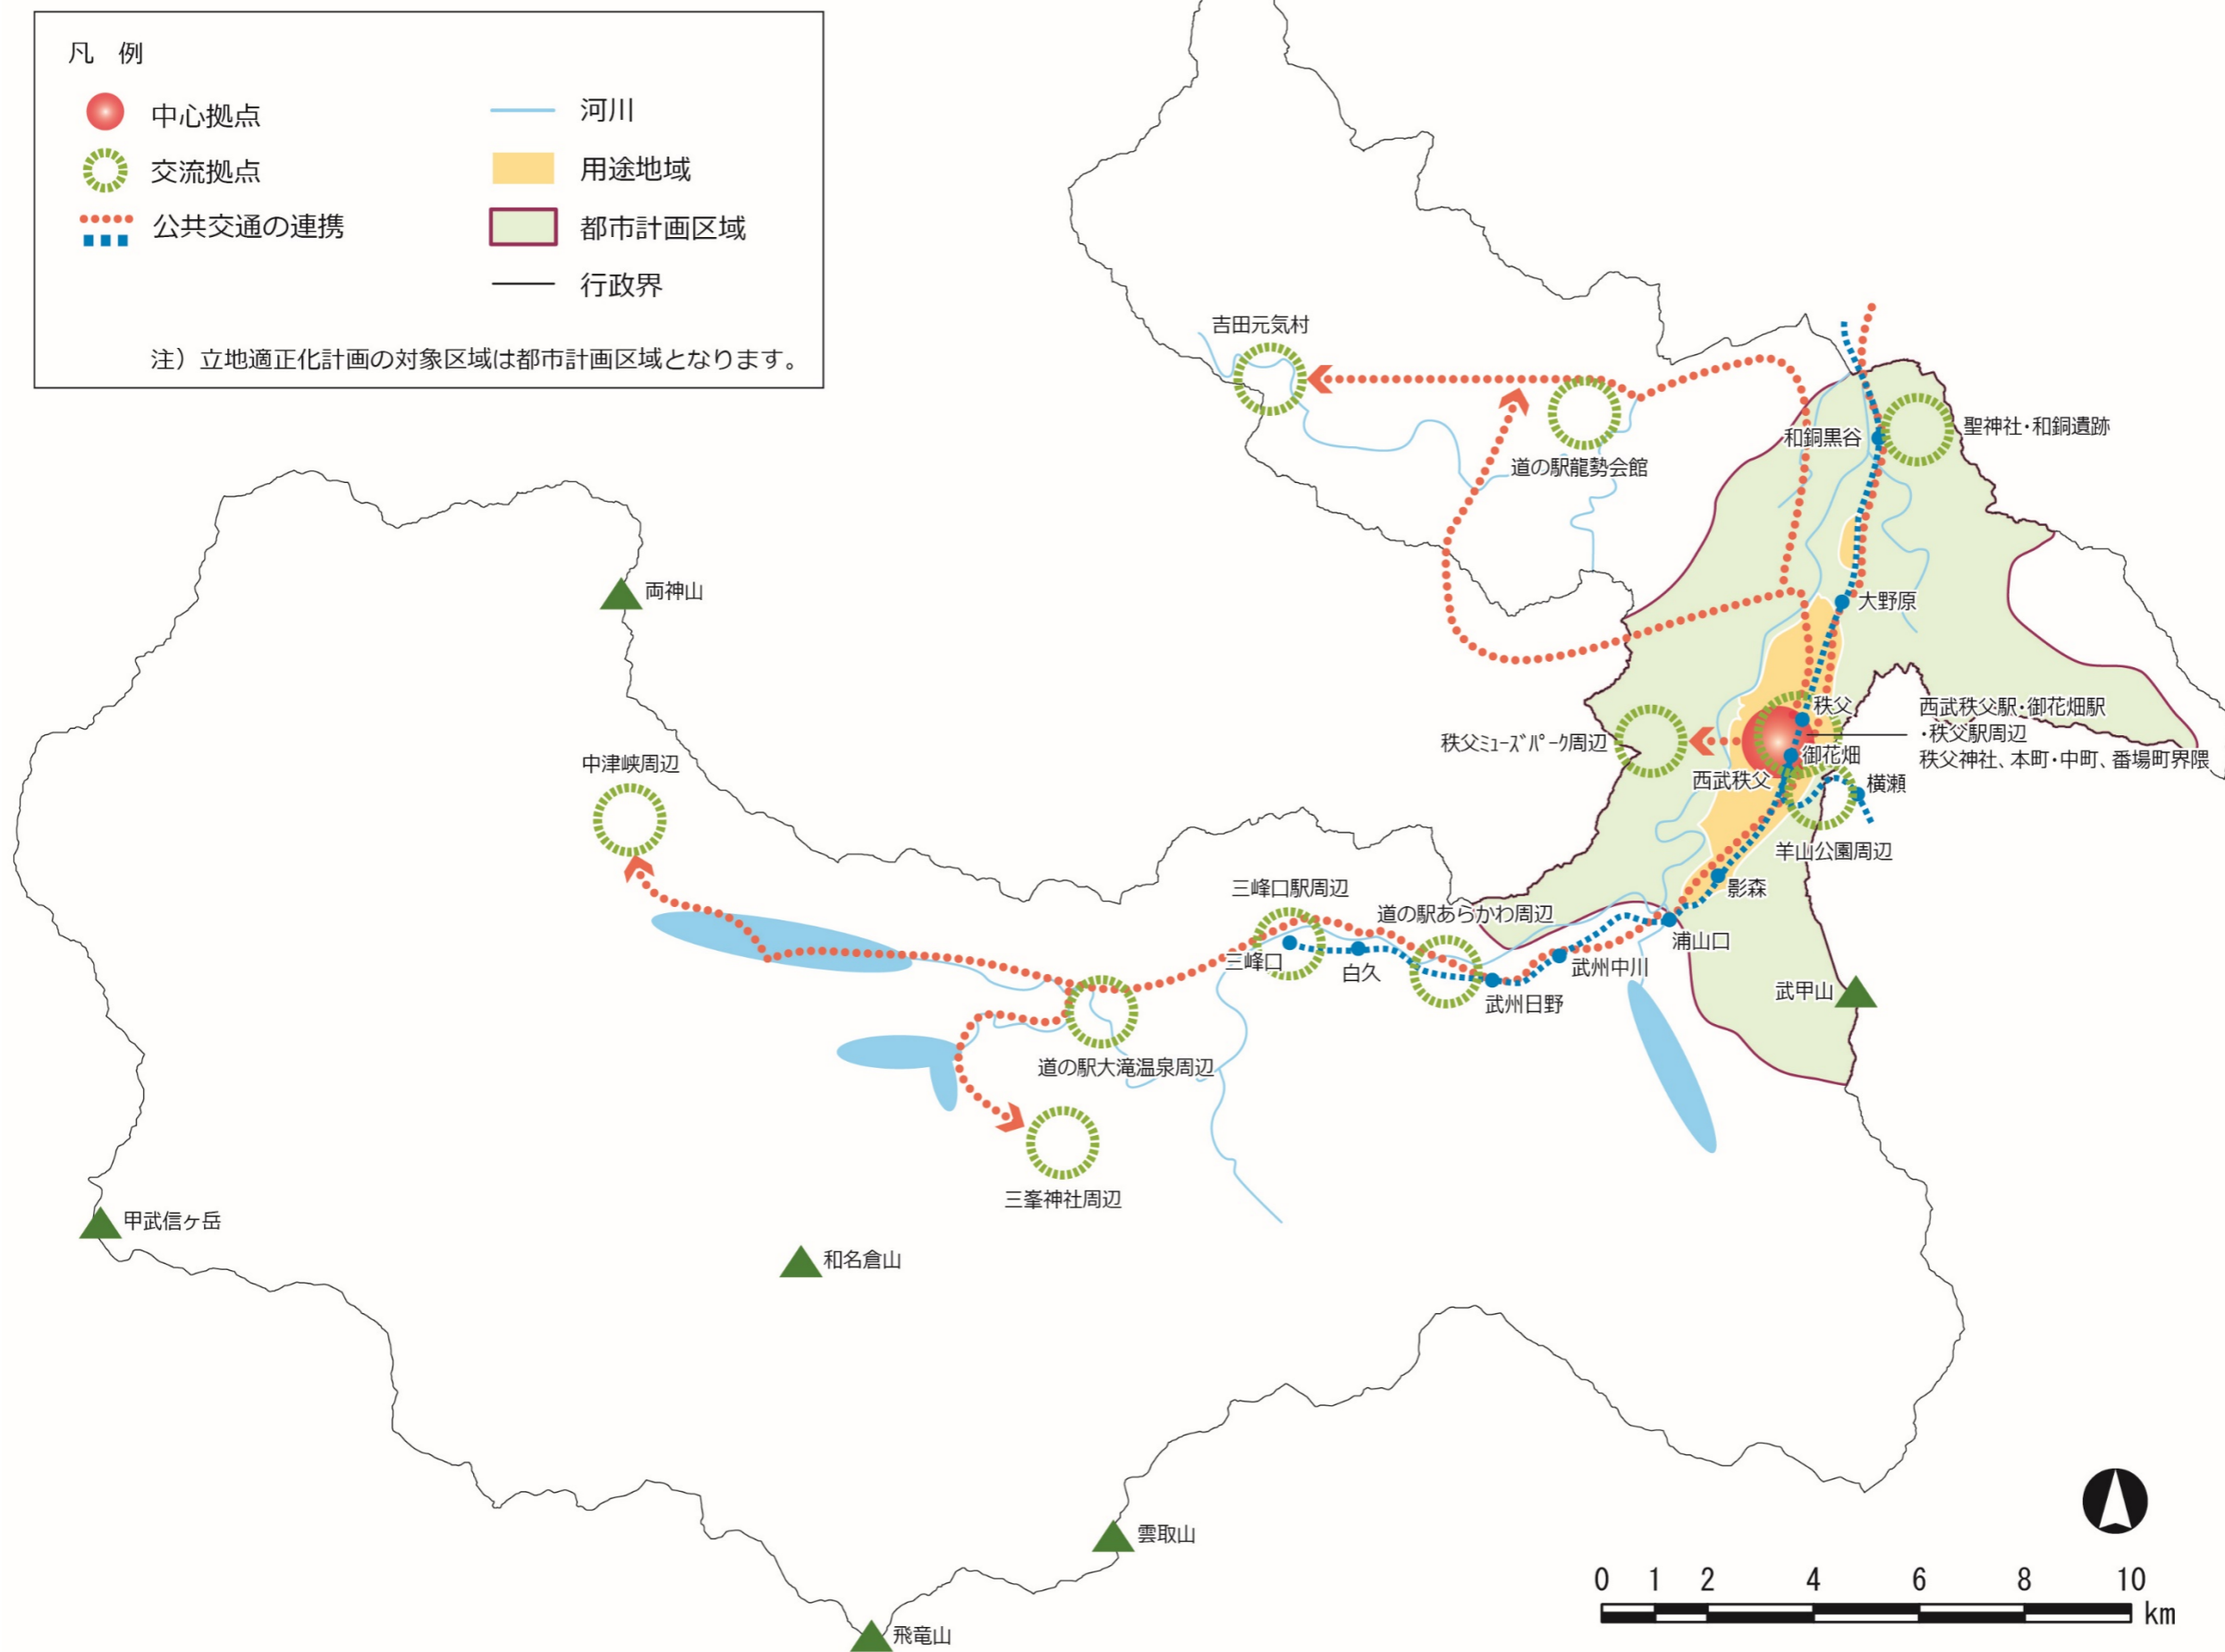 凡 例
中心拠点
交流拠点
公共交通の連携
河川
用途地域
都市計画区域
行政界
注）立地適正化計画の対象区域は都市計画区域となります。
吉田元気村
道の駅龍勢会館
和銅黒谷
聖神社・和銅遺跡
両神山
大野原
秩父
西武秩父駅・御花畑駅
・秩父駅周辺
秩父神社、本町・中町、番場町界隈
秩父ﾐｭｰｽﾞﾊﾟｰｸ周辺
御花畑
西武秩父
横瀬
中津峡周辺
羊山公園周辺
三峰口駅周辺
影森
道の駅あらかわ周辺
浦山口
三峰口
白久
武州中川
武州日野
武甲山
道の駅大滝温泉周辺
三峯神社周辺
甲武信ヶ岳
和名倉山
雲取山
飛竜山
0 1 2 4 6 8 10
km